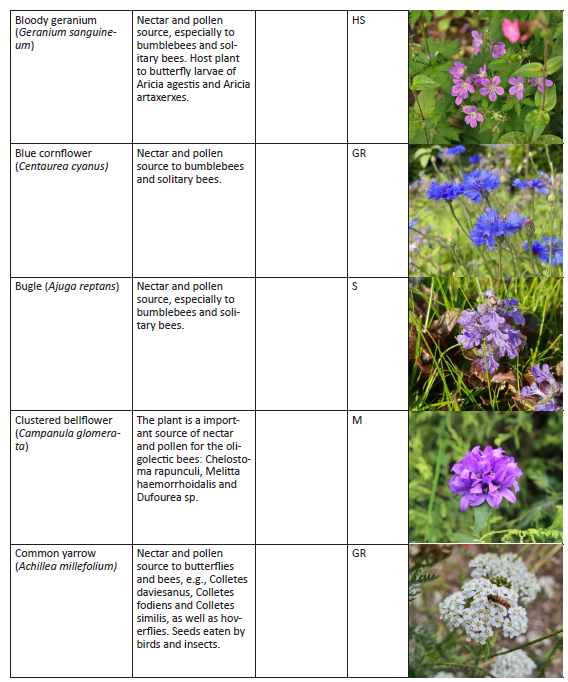 Bloody geranium
(Geranium sanguine-
um)
Nectar and pollen
source, especially to
bumblebees and sol-
itary bees. Host plant
to butterfly larvae of
Aricia agestis and Aricia
artaxerxes.
HS
Blue cornflower
(Centaurea cyanus)
Nectar and pollen
source to bumblebees
and solitary bees.
GR
Bugle (Ajuga reptans)
Nectar and pollen
source, especially to
bumblebees and soli-
tary bees.
S
Clustered bellflower
(Campanula glomera-
ta)
The plant is a import-
ant source of nectar
and pollen for the oli-
golectic bees: Chelosto-
ma rapunculi, Melitta
haemorrhoidalis and
Dufourea sp.
M
Common yarrow
(Achillea millefolium)
Nectar and pollen
source to butterflies
and bees, e.g., Colletes
daviesanus, Colletes
fodiens and Colletes
similis, as well as hov-
erflies. Seeds eaten by
birds and insects.
GR